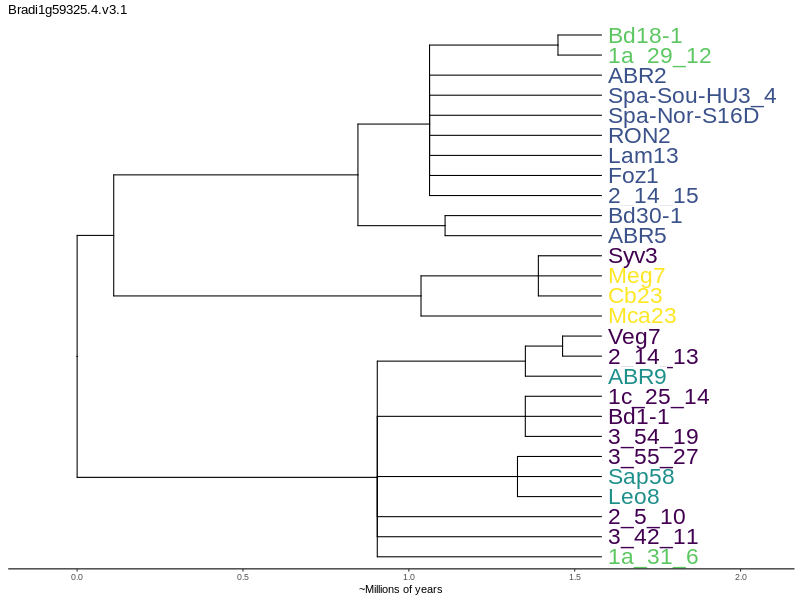 Bradi1g59325.4.v3.1
Bd18-1
1a_29_12
ABR2
Spa-Sou-HU3_4
Spa-Nor-S16D
RON2
Lam13
Foz1
2_14_15
Bd30-1
ABR5
Syv3
Meg7
Cb23
Mca23
Veg7
2_14_13
ABR9
1c_25_14
Bd1-1
3_54_19
3_55_27
Sap58
Leo8
2_5_10
3_42_11
1a_31_6
0.0 0.5 1.0 1.5 2.0
~Millions of years